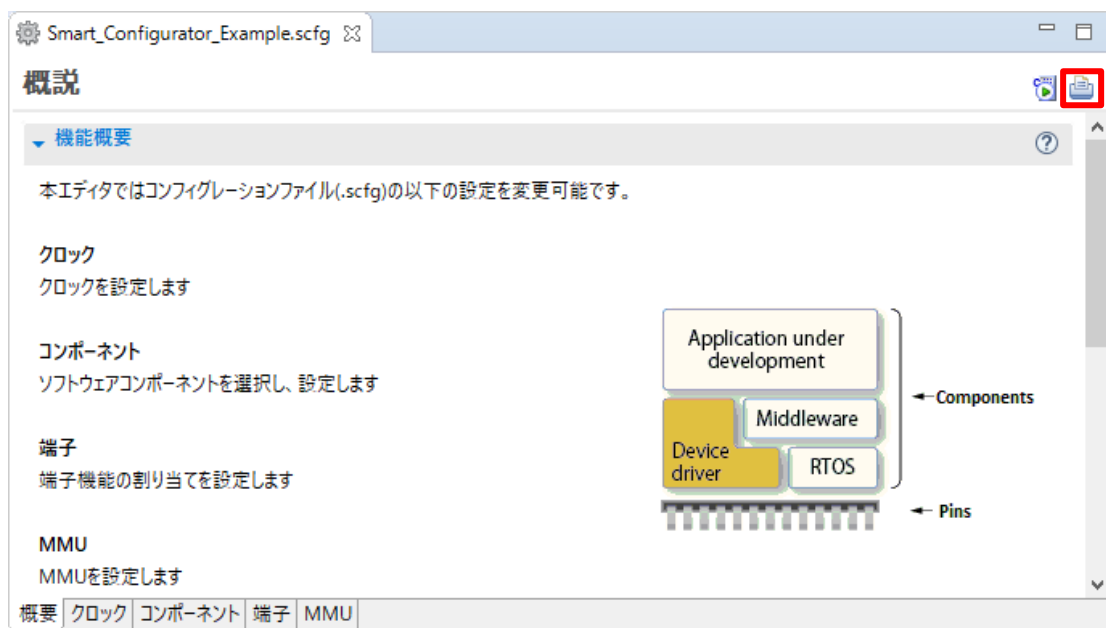 Smart_Configurator_Example.scfg
概説
機能概要
本エディタではコンフィグレーションファイル(.scfg)の以下の設定を変更可能です。
クロック
クロックを設定します
コンポーネント
ソフトウェアコンポーネントを選択し、設定します
端子
端子機能の割り当てを設定します
MMU
MMUを設定します
Application under
development
Middleware
Device
driver
RTOS
Components
Pins
概要 クロック コンポーネント 端子 MMU